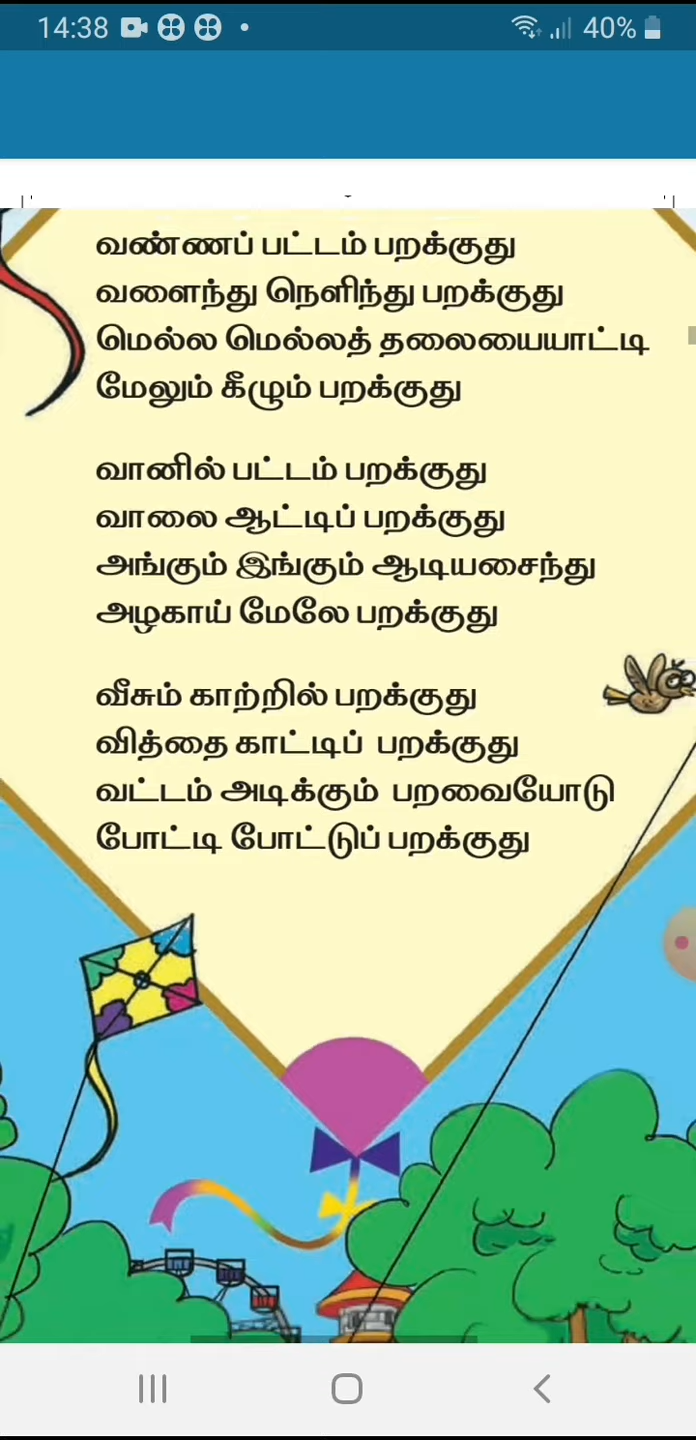 14:38
40%
வண்ணப் பட்டம் பறக்குது
வளைந்து நெளிந்து பறக்குது
மெல்ல மெல்லத் தலையையாட்டி
மேலும் கீழும் பறக்குது
வானில் பட்டம் பறக்குது
வாலை ஆட்டிப் பறக்குது
அங்கும் இங்கும் ஆடியசைந்து
அழகாய் மேலே பறக்குது
வீசும் காற்றில் பறக்குது
வித்தை காட்டிப் பறக்குது
வட்டம் அடிக்கும் பறவையோடு
போட்டி போட்டுப் பறக்குது